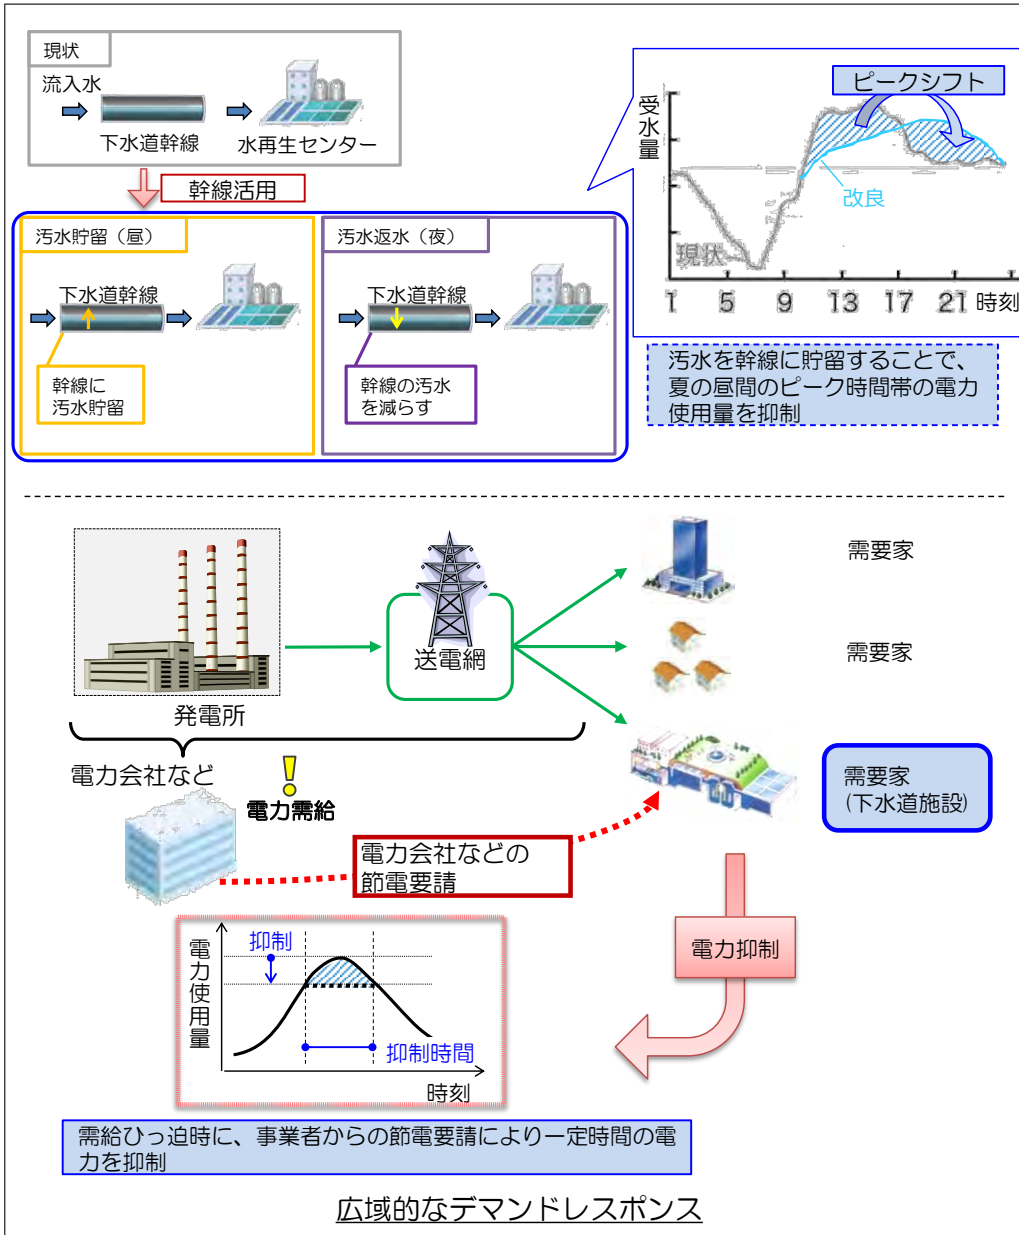 現状
流入水
下水道幹線
水再生センター
幹線活用
汚水貯留（昼）
下水道幹線
幹線に
汚水貯留
汚水返水（夜）
下水道幹線
幹線の汚水
を減らす
ピークシフト
受水量
改良
現状
1 5 9 13 17 21 時刻
汚水を幹線に貯留することで、
夏の昼間のピーク時間帯の電力
使用量を抑制
発電所
送電網
需要家
需要家
需要家
(下水道施設)
電力会社など
電力需給
電力会社などの
節電要請
電力抑制
電力使用量
抑制
抑制時間
時刻
需給ひっ迫時に、事業者からの節電要請により一定時間の電
力を抑制
広域的なデマンドレスポンス